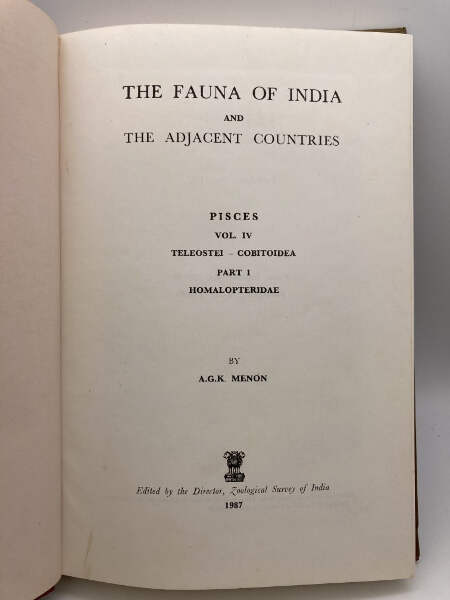 THE FAUNA OF INDIA
AND
THE ADJACENT COUNTRIES
PISCES
VOL. IV
TELEOSTEI – COBITOIDEA
PART 1
HOMALOPTERIDAE
BY
A.G.K. MENON
Edited by the Director, Zoological Survey of India
1987